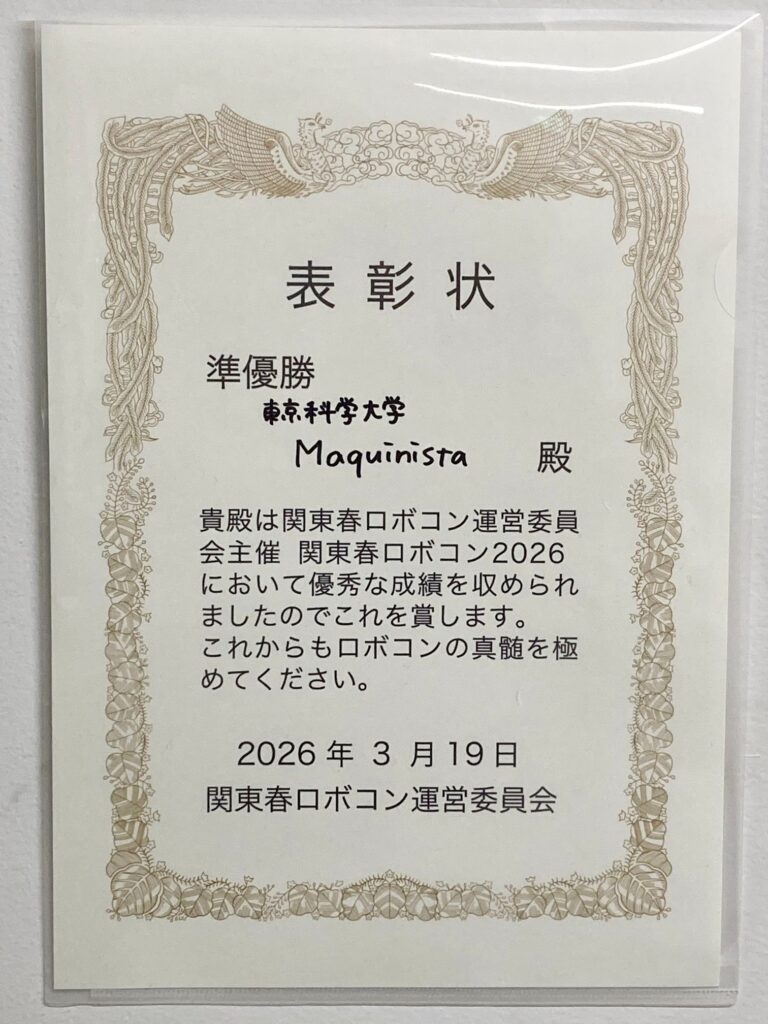 表彰状
準優勝
東京科学大学
Maquinista 殿
貴殿は関東春ロボコン運営委員
会主催 関東春ロボコン2026
において優秀な成績を収められ
ましたのでこれを賞します。
これからもロボコンの真髄を極
めてください。
2026 年 3 月 19 日
関東春ロボコン運営委員会